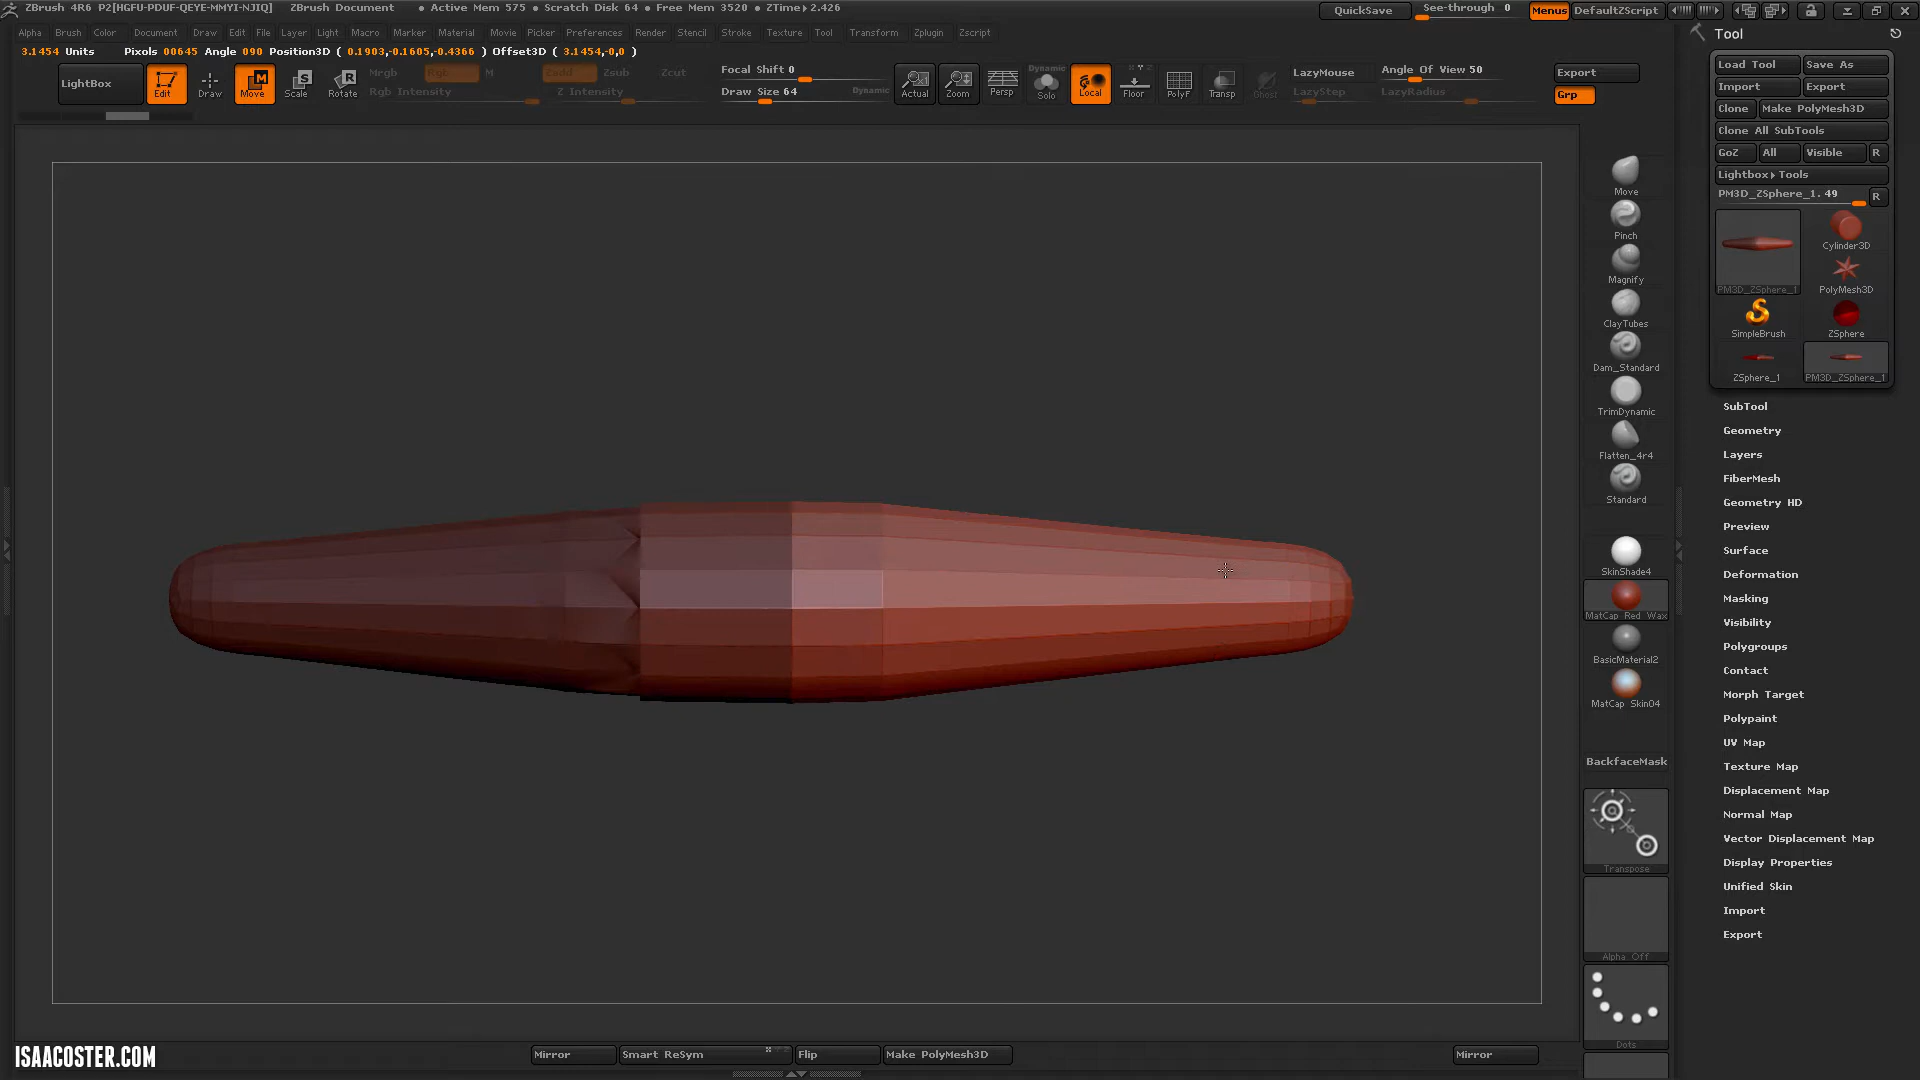 ZBrush 4R6 P2[HGFU-PDUF-QEYE-MMYI-NJIQ] ZBrush Document • Active Mem 575 • Scratch Disk 64 • Free Mem 3520 • ZTime▸2.426 QuickSave See-through 0 Menus DefaultZScript
Alpha Brush Color Document Draw Edit File Layer Light Macro Marker Material Movie Picker Preferences Render Stencil Stroke Texture Tool Transform Zplugin Zscript
3.1454 Units Pixols 00645 Angle 090 Position3D ( 0.1903,-0.1605,-0.4366 ) Offset3D ( 3.1454,-0,0 )
LightBox Edit Draw Move Scale Rotate
Mrgb Rgb M Zadd Zsub Zcut
Rgb Intensity Z Intensity
Focal Shift 0
Draw Size 64 Dynamic
Actual Zoom Persp Dynamic Solo Local Floor PolyF Transp Ghost
LazyMouse Angle Of View 50
LazyStep LazyRadius
Export
Grp
Move
Pinch
Magnify
ClayTubes
Dam_Standard
TrimDynamic
Flatten_4r4
Standard
SkinShade4
MatCap Red Wax
BasicMaterial2
MatCap Skin04
BackfaceMask
Transpose
Alpha Off
Dots
Tool
Load Tool Save As
Import Export
Clone Make PolyMesh3D
Clone All SubTools
GoZ All Visible R
Lightbox▸Tools
PM3D_ZSphere_1. 49 R
PM3D_ZSphere_1 Cylinder3D
PolyMesh3D
SimpleBrush ZSphere
ZSphere_1 PM3D_ZSphere_1
SubTool
Geometry
Layers
FiberMesh
Geometry HD
Preview
Surface
Deformation
Masking
Visibility
Polygroups
Contact
Morph Target
Polypaint
UV Map
Texture Map
Displacement Map
Normal Map
Vector Displacement Map
Display Properties
Unified Skin
Import
Export
Mirror Smart ReSym Flip Make PolyMesh3D Mirror
ISAACOSTER.COM